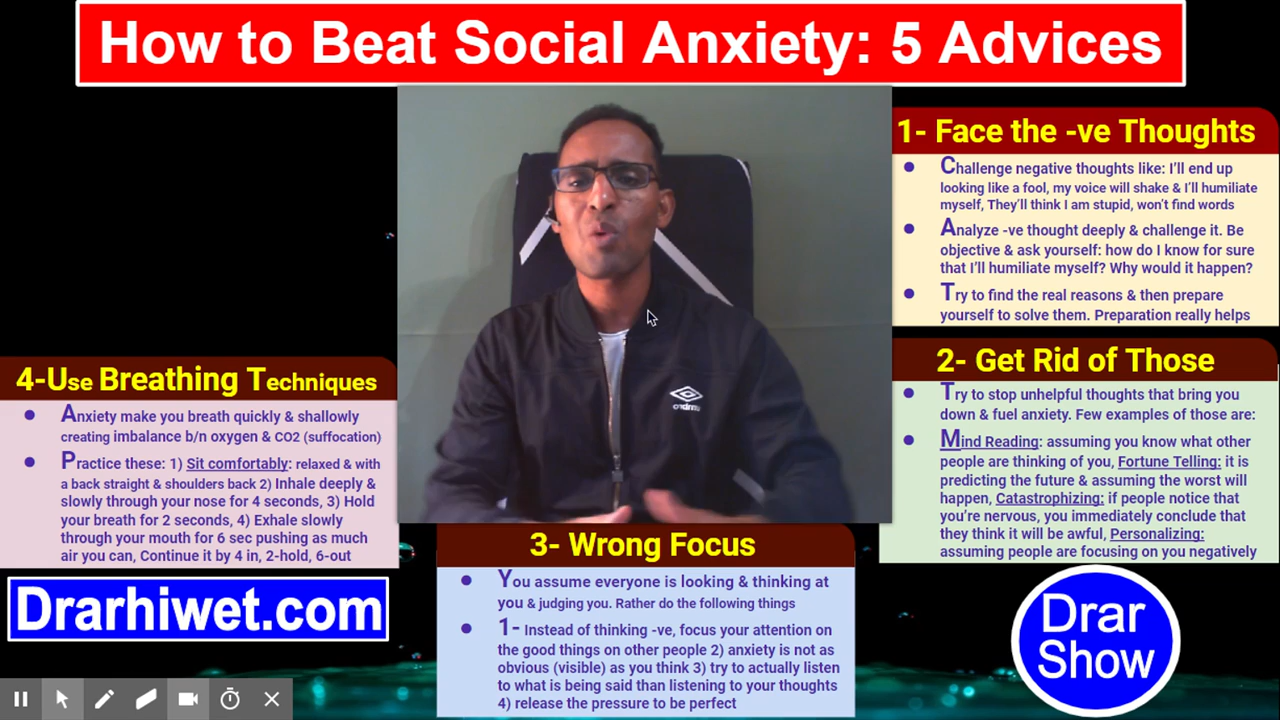 How to Beat Social Anxiety: 5 Advices
1- Face the -ve Thoughts
● Challenge negative thoughts like: I'll end up
looking like a fool, my voice will shake & I'll humiliate
myself, They'll think I am stupid, won't find words
● Analyze -ve thought deeply & challenge it. Be
objective & ask yourself: how do I know for sure
that I'll humiliate myself? Why would it happen?
● Try to find the real reasons & then prepare
yourself to solve them. Preparation really helps
2- Get Rid of Those
● Try to stop unhelpful thoughts that bring you
down & fuel anxiety. Few examples of those are:
● Mind Reading: assuming you know what other
people are thinking of you, Fortune Telling: it is
predicting the future & assuming the worst will
happen, Catastrophizing: if people notice that
you're nervous, you immediately conclude that
they think it will be awful, Personalizing:
assuming people are focusing on you negatively
3- Wrong Focus
● You assume everyone is looking & thinking at
you & judging you. Rather do the following things
● 1- Instead of thinking -ve, focus your attention on
the good things on other people 2) anxiety is not as
obvious (visible) as you think 3) try to actually listen
to what is being said than listening to your thoughts
4) release the pressure to be perfect
4-Use Breathing Techniques
● Anxiety make you breath quickly & shallowly
creating imbalance b/n oxygen & CO2 (suffocation)
● Practice these: 1) Sit comfortably: relaxed & with
a back straight & shoulders back 2) Inhale deeply &
slowly through your nose for 4 seconds, 3) Hold
your breath for 2 seconds, 4) Exhale slowly
through your mouth for 6 sec pushing as much
air you can, Continue it by 4 in, 2-hold, 6-out
Drarhiwet.com
Drar
Show